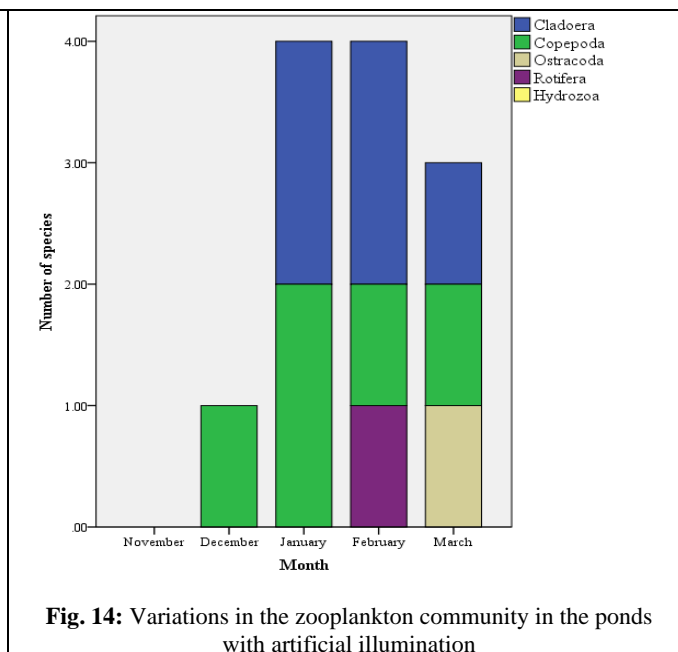 4.00
3.00
2.00
1.00
.00
Number of species
November December January February March
Month
Cladoera
Copepoda
Ostracoda
Rotifera
Hydrozoa
Fig. 14: Variations in the zooplankton community in the ponds
with artificial illumination